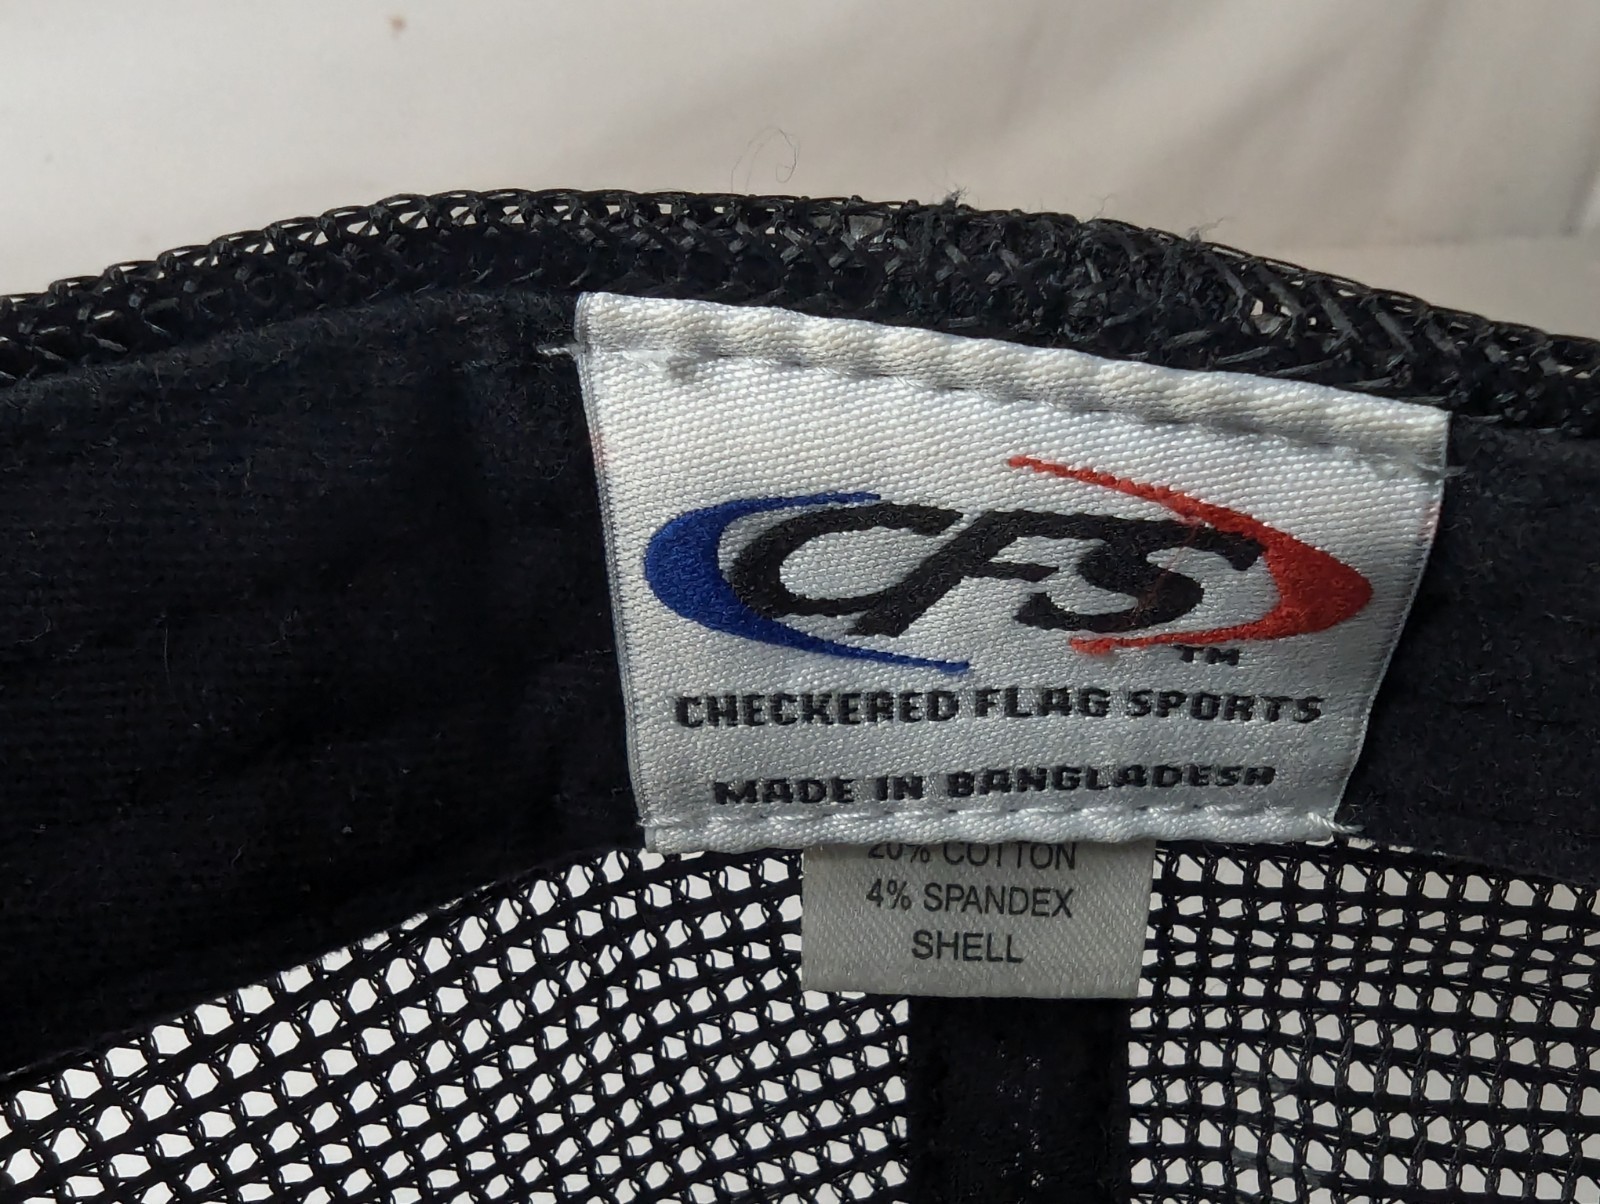 CFS
TM
CHECKERED FLAG SPORTS
MADE IN BANGLADESH
20% COTTON
4% SPANDEX
SHELL